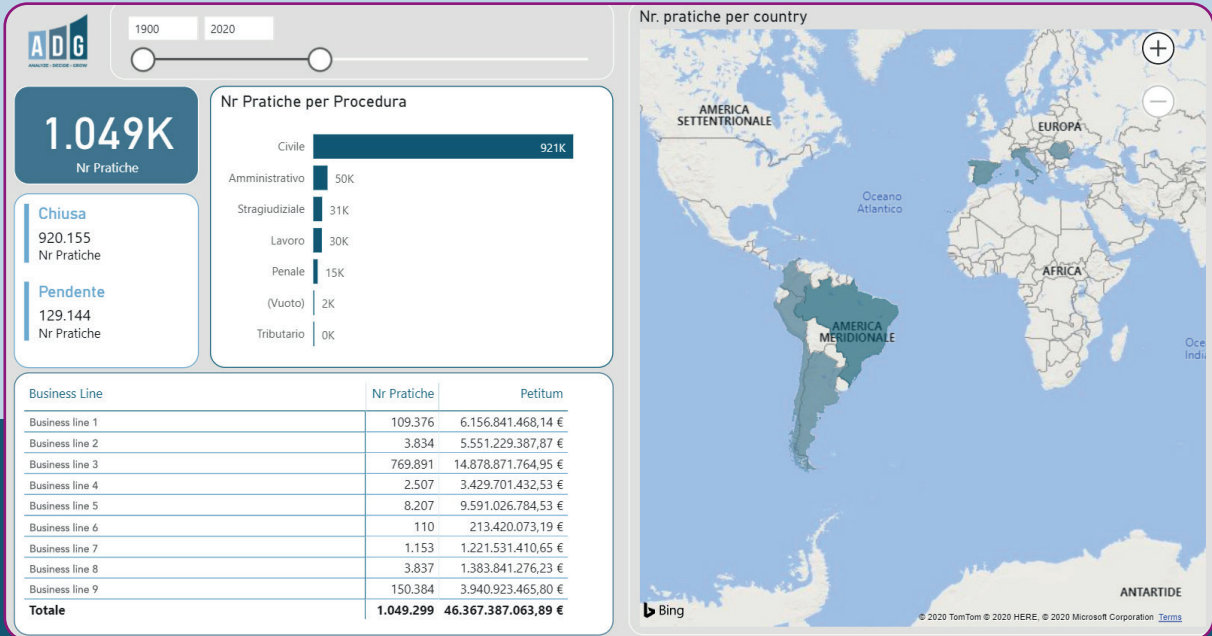 ADG
ANALYZE - DECIDE - GROW
1900
2020
1.049K
Nr Pratiche
Chiusa
920.155
Nr Pratiche
Pendente
129.144
Nr Pratiche
Nr Pratiche per Procedura
Civile 921K
Amministrativo 50K
Stragiudiziale 31K
Lavoro 30K
Penale 15K
(Vuoto) 2K
Tributario 0K
Business Line Nr Pratiche Petitum
Business line 1 109.376 6.156.841.468,14 €
Business line 2 3.834 5.551.229.387,87 €
Business line 3 769.891 14.878.871.764,95 €
Business line 4 2.507 3.429.701.432,53 €
Business line 5 8.207 9.591.026.784,53 €
Business line 6 110 213.420.073,19 €
Business line 7 1.153 1.221.531.410,65 €
Business line 8 3.837 1.383.841.276,23 €
Business line 9 150.384 3.940.923.465,80 €
Totale 1.049.299 46.367.387.063,89 €
Nr. pratiche per country
AMERICA
SETTENTRIONALE
EUROPA
Oceano
Atlantico
AFRICA
AMERICA
MERIDIONALE
Oce
Indi
ANTARTIDE
Bing
© 2020 TomTom © 2020 HERE, © 2020 Microsoft Corporation Terms